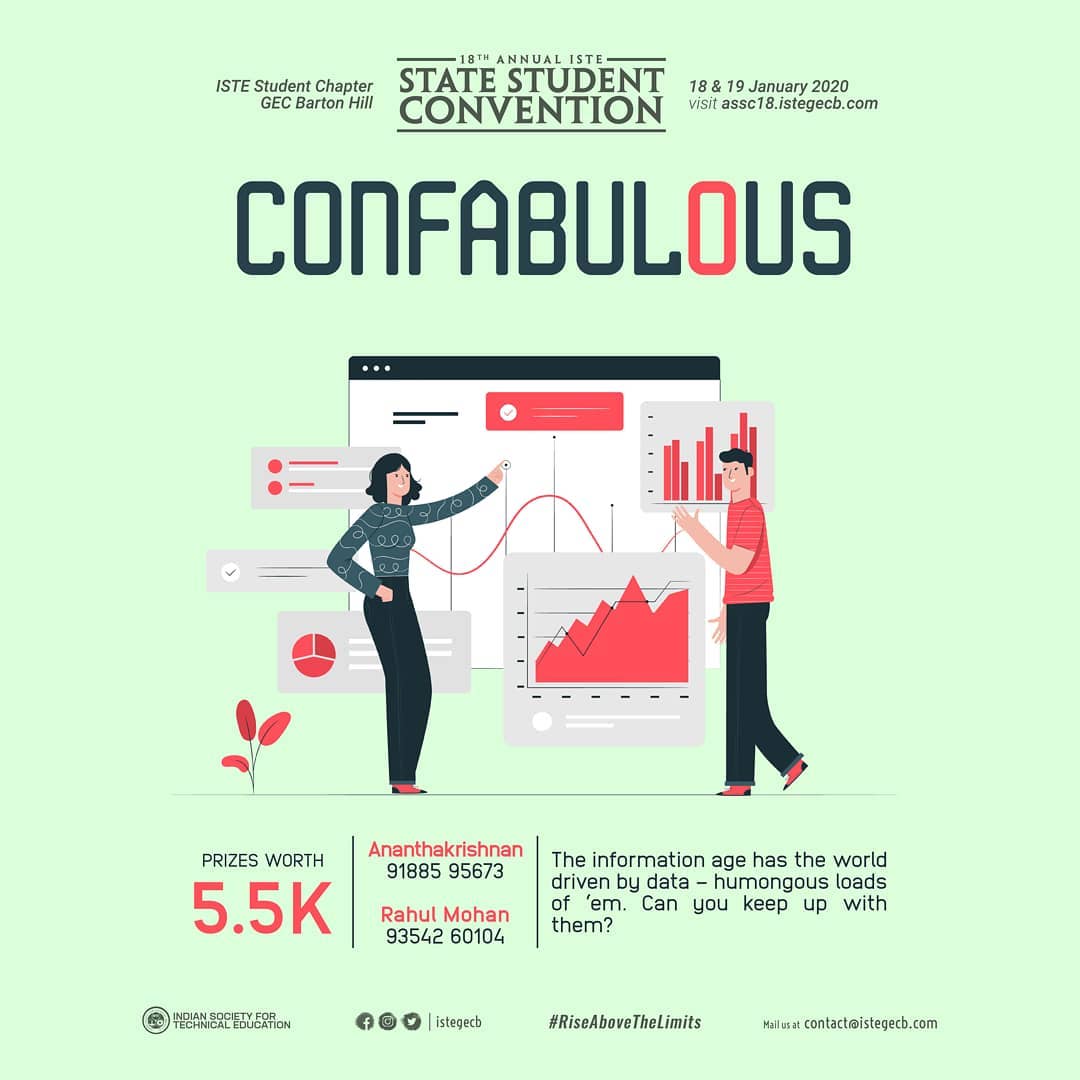 18TH ANNUAL ISTE
STATE STUDENT
CONVENTION
ISTE Student Chapter
GEC Barton Hill
18 & 19 January 2020
visit assc18.istegecb.com
CONFABULOUS
PRIZES WORTH
5.5K
Ananthakrishnan
91885 95673
Rahul Mohan
93542 60104
The information age has the world
driven by data – humongous loads
of ‘em. Can you keep up with
them?
INDIAN SOCIETY FOR
TECHNICAL EDUCATION
istegecb
#RiseAboveTheLimits
Mail us at contact@istegecb.com